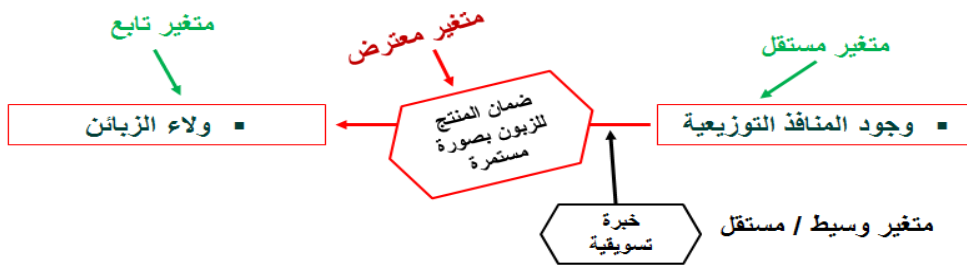 متغير تابع
متغير معترض
متغير مستقل
▪ وجود المنافذ التوزيعية
ضمان المنتج
للزبون بصورة
مستمرة
▪ ولاء الزبائن
خبرة
تسويقية
متغير وسيط / مستقل